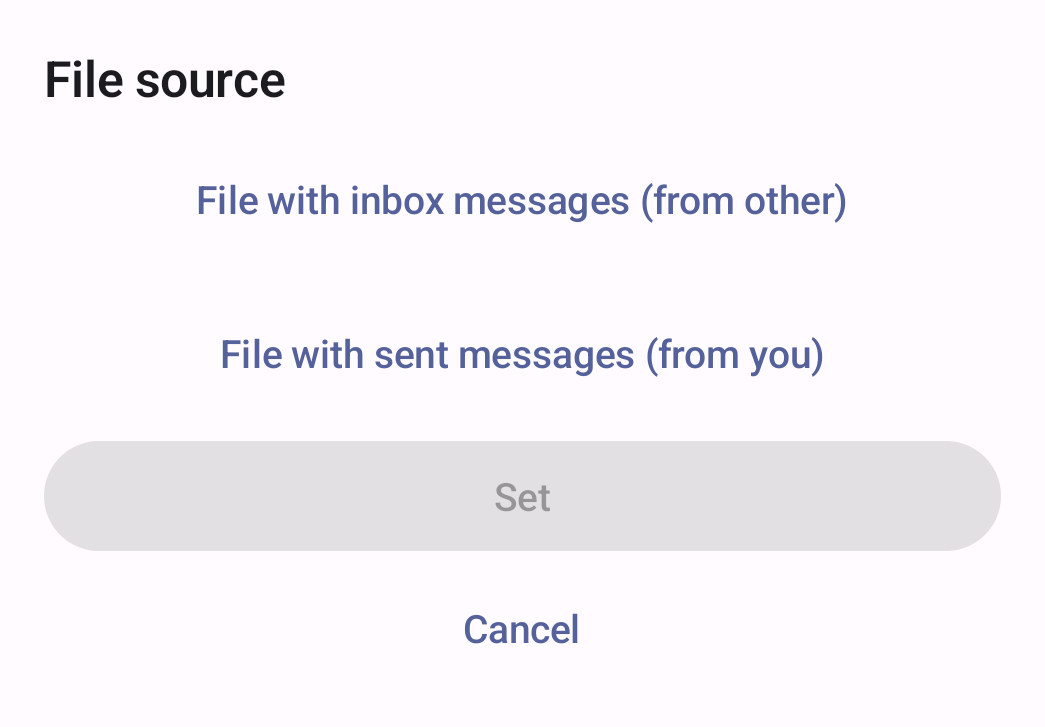 File source
File with inbox messages (from other)
File with sent messages (from you)
Set
Cancel